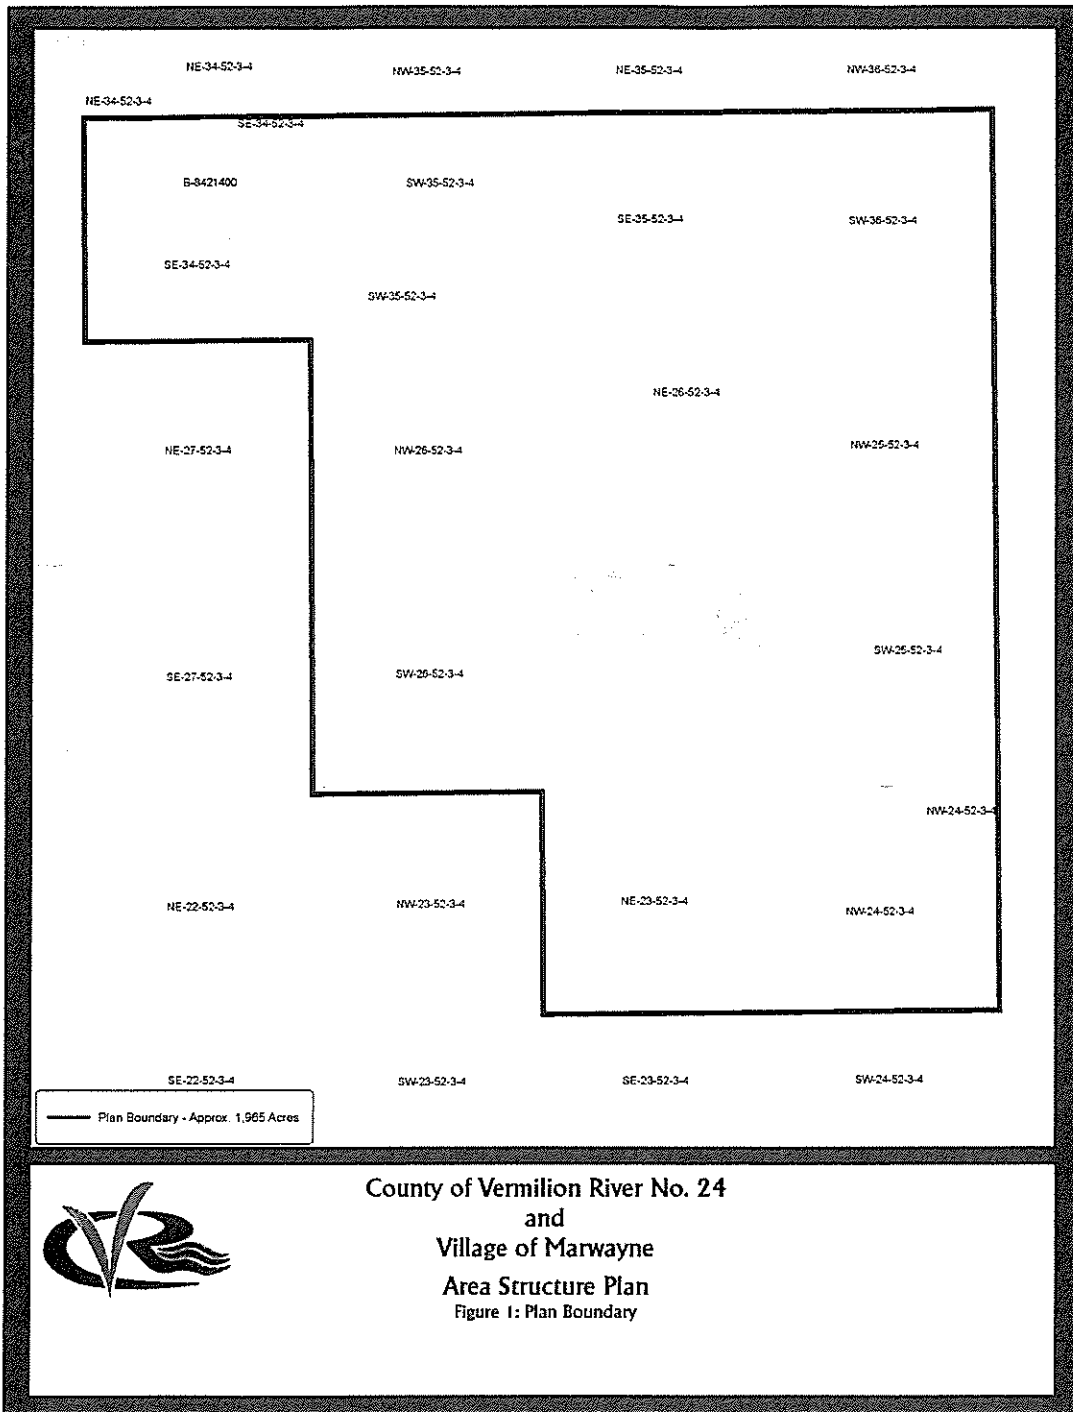 NE-34-52-3-4
NW-35-52-3-4
NE-35-52-3-4
NW-36-52-3-4
NE-34-52-3-4
SE-34-52-3-4
B-8421400
SW-35-52-3-4
SE-35-52-3-4
SW-36-52-3-4
SE-34-52-3-4
SW-35-52-3-4
NE-26-52-3-4
NE-27-52-3-4
NW-26-52-3-4
NW-25-52-3-4
SE-27-52-3-4
SW-26-52-3-4
SW-25-52-3-4
NW-24-52-3-4
NE-22-52-3-4
NW-23-52-3-4
NE-23-52-3-4
NW-24-52-3-4
SE-22-52-3-4
SW-23-52-3-4
SE-23-52-3-4
SW-24-52-3-4
Plan Boundary - Approx. 1,965 Acres
County of Vermilion River No. 24
and
Village of Marwayne
Area Structure Plan
Figure 1: Plan Boundary